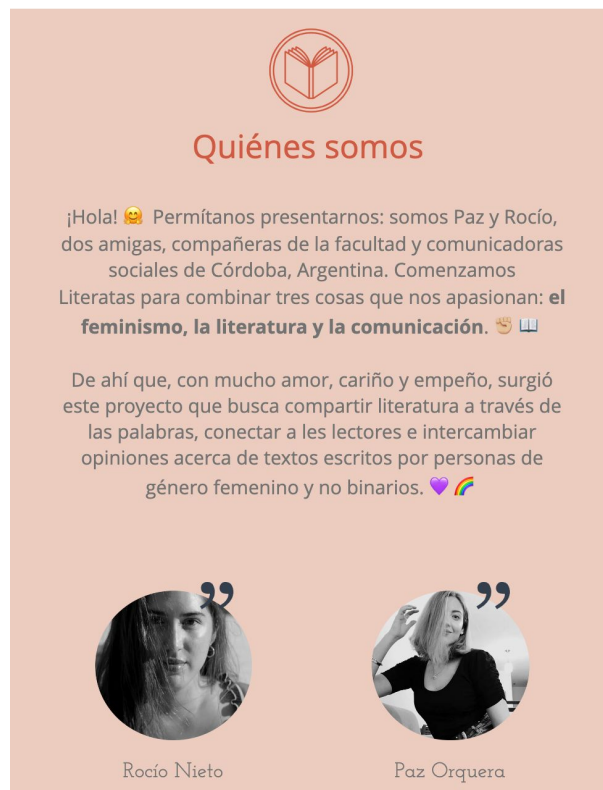 Quiénes somos
¡Hola! 🤗 Permítanos presentarnos: somos Paz y Rocío,
dos amigas, compañeras de la facultad y comunicadoras
sociales de Córdoba, Argentina. Comenzamos
Literatas para combinar tres cosas que nos apasionan: el
feminismo, la literatura y la comunicación. ✊🏼 📖
De ahí que, con mucho amor, cariño y empeño, surgió
este proyecto que busca compartir literatura a través de
las palabras, conectar a les lectores e intercambiar
opiniones acerca de textos escritos por personas de
género femenino y no binarios. 💜 🌈
” ”
Rocío Nieto Paz Orquera